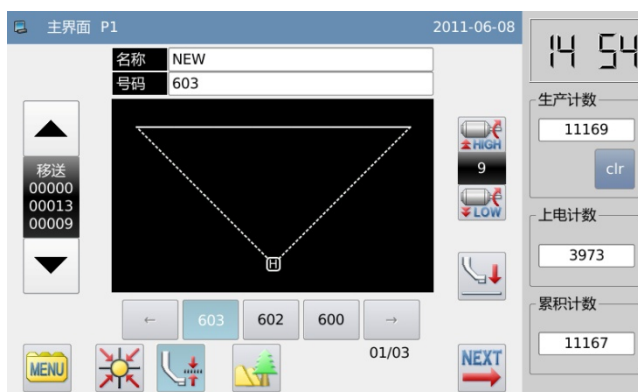 主界面 P1 2011-06-08
14 54
名称 NEW
号码 603
移送
00000
00013
00009
H
HIGH
9
LOW
生产计数
11169
clr
上电计数
3973
累积计数
11167
← 603 602 600 →
01/03
MENU
NEXT